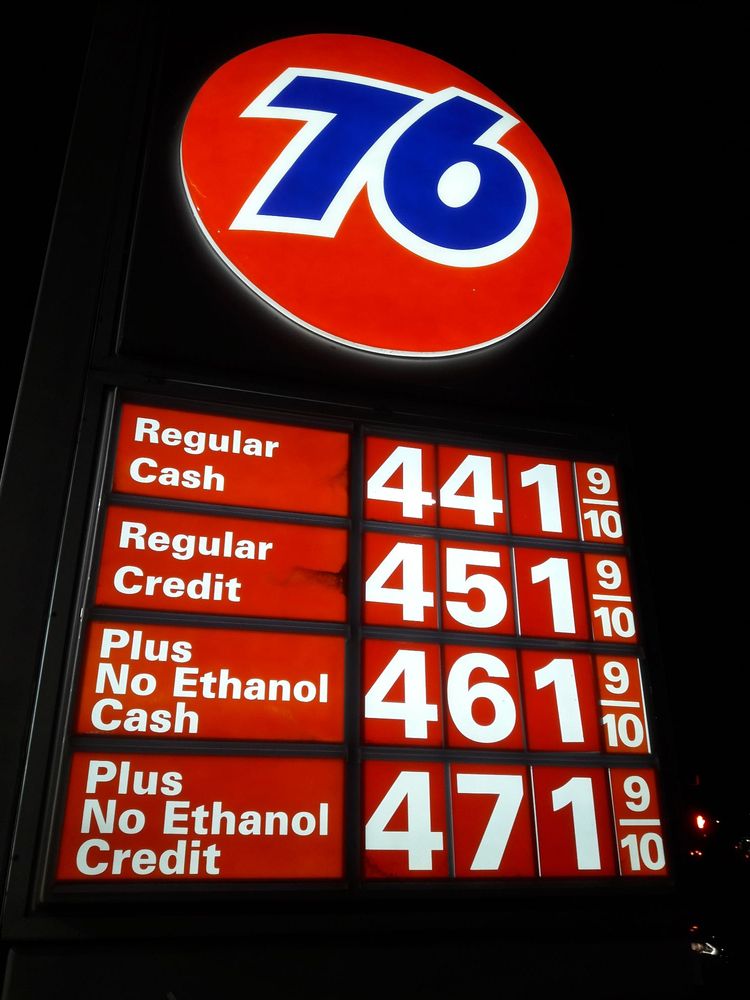 76
Regular
Cash
441 9/10
Regular
Credit
451 9/10
Plus
No Ethanol
Cash
461 9/10
Plus
No Ethanol
Credit
471 9/10